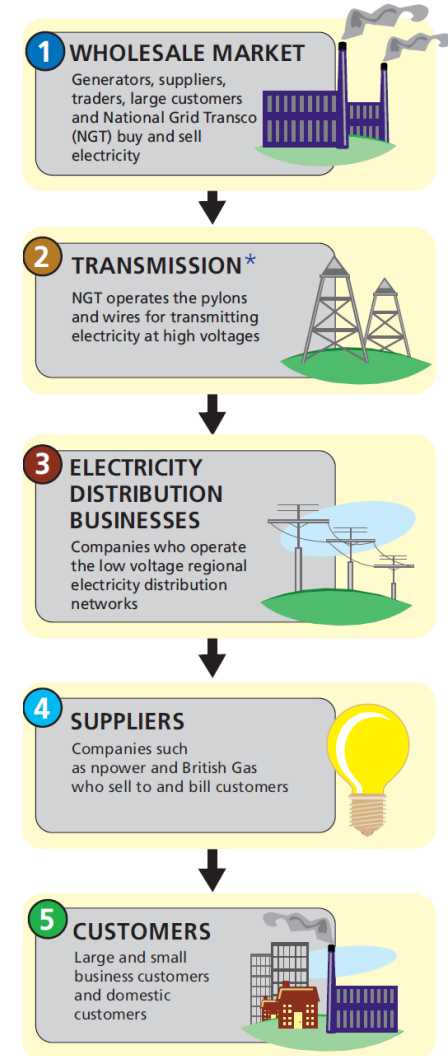 1 WHOLESALE MARKET
Generators, suppliers,
traders, large customers
and National Grid Transco
(NGT) buy and sell
electricity
2 TRANSMISSION*
NGT operates the pylons
and wires for transmitting
electricity at high voltages
3 ELECTRICITY
DISTRIBUTION
BUSINESSES
Companies who operate
the low voltage regional
electricity distribution
networks
4 SUPPLIERS
Companies such
as npower and British Gas
who sell to and bill customers
5 CUSTOMERS
Large and small
business customers
and domestic
customers